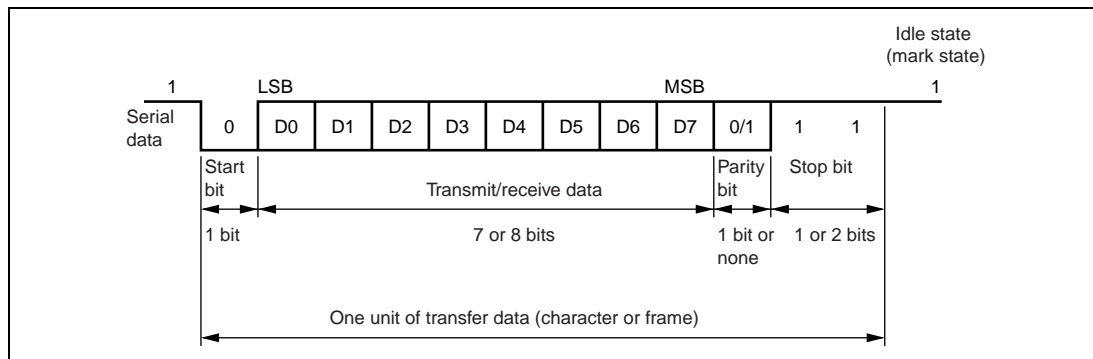 Idle state
(mark state)
1 LSB MSB 1
Serial
data
0 D0 D1 D2 D3 D4 D5 D6 D7 0/1 1 1
Start
bit
Transmit/receive data
Parity
bit
Stop bit
1 bit 7 or 8 bits 1 bit or
none
1 or 2 bits
One unit of transfer data (character or frame)